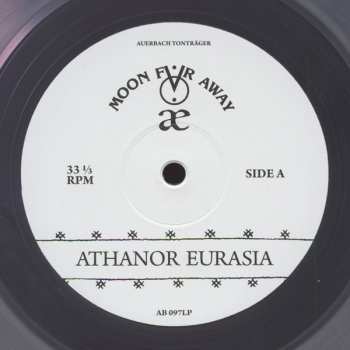 AUERBACH TONTRÄGER
MOON FAR AWAY
æ
33 ⅓
RPM
SIDE A
ATHANOR EURASIA
AB 097LP